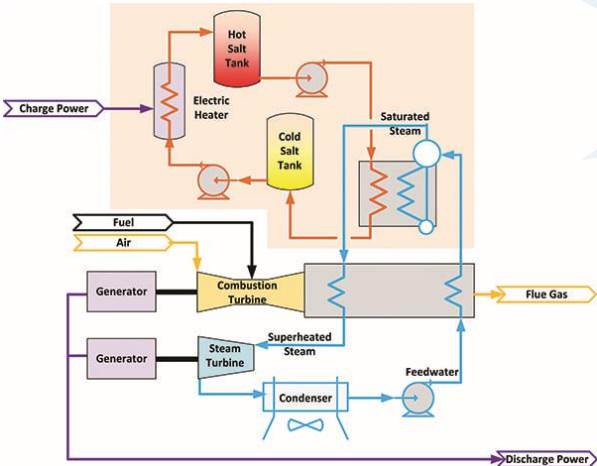 Hot
Salt
Tank
Charge Power
Electric
Heater
Cold
Salt
Tank
Saturated
Steam
Fuel
Air
Generator
Combustion
Turbine
Flue Gas
Generator
Steam
Turbine
Superheated
Steam
Condenser
Feedwater
Discharge Power